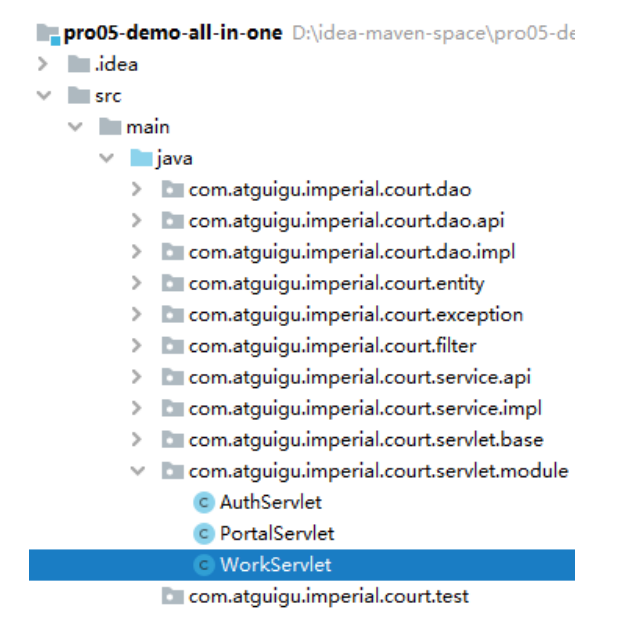 pro05-demo-all-in-one D:\idea-maven-space\pro05-de
.idea
src
main
java
com.atguigu.imperial.court.dao
com.atguigu.imperial.court.dao.api
com.atguigu.imperial.court.dao.impl
com.atguigu.imperial.court.entity
com.atguigu.imperial.court.exception
com.atguigu.imperial.court.filter
com.atguigu.imperial.court.service.api
com.atguigu.imperial.court.service.impl
com.atguigu.imperial.court.servlet.base
com.atguigu.imperial.court.servlet.module
C AuthServlet
C PortalServlet
C WorkServlet
com.atguigu.imperial.court.test